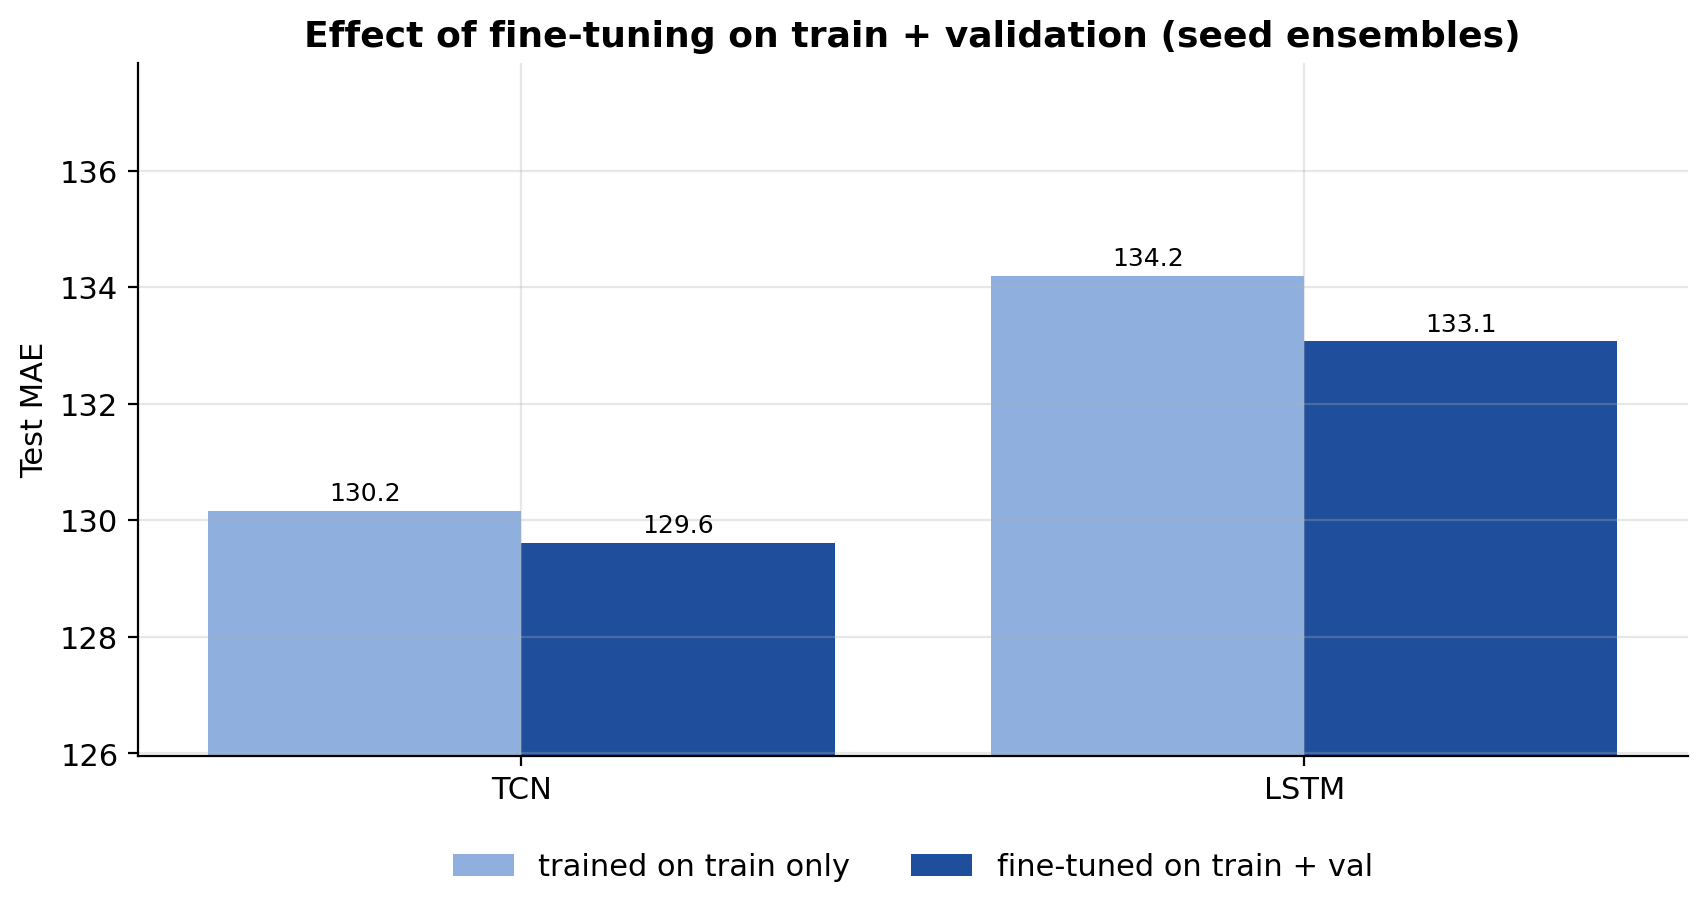 Effect of fine-tuning on train + validation (seed ensembles)
Test MAE
136
134
132
130
128
126
134.2
133.1
130.2
129.6
TCN
LSTM
trained on train only
fine-tuned on train + val